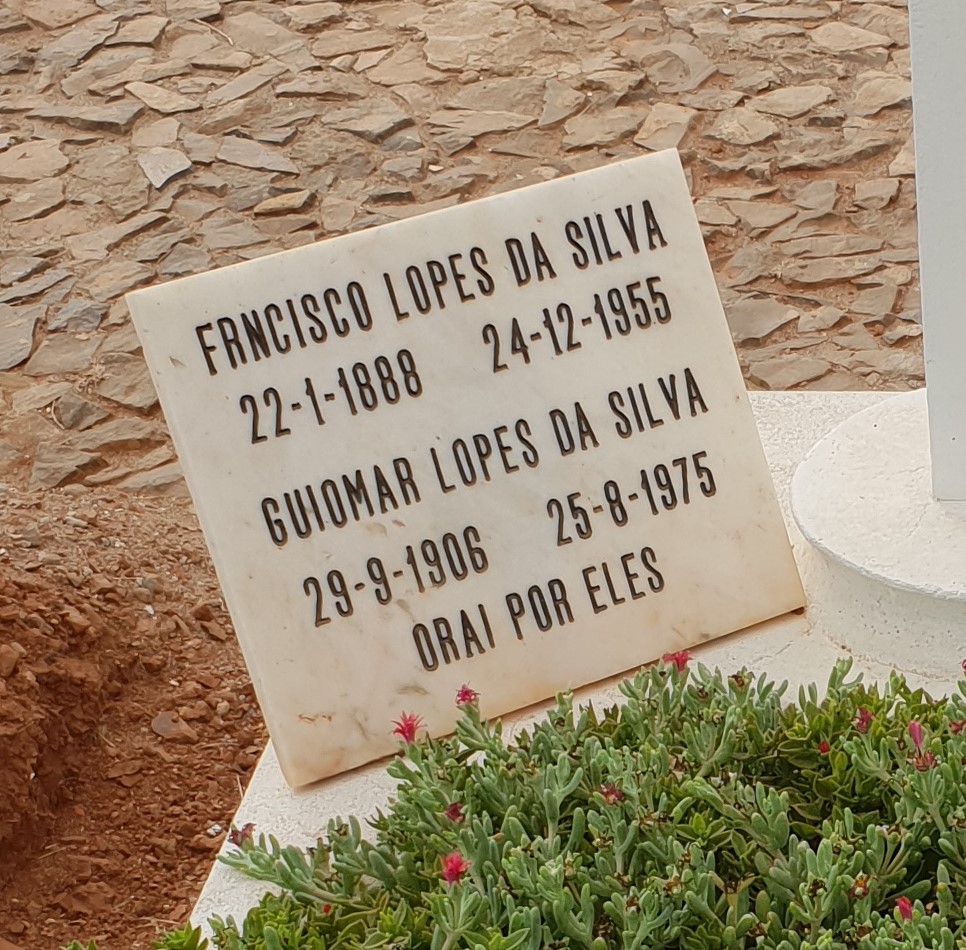 FRNCISCO LOPES DA SILVA
22-1-1888 24-12-1955
GUIOMAR LOPES DA SILVA
29-9-1906 25-8-1975
ORAI POR ELES